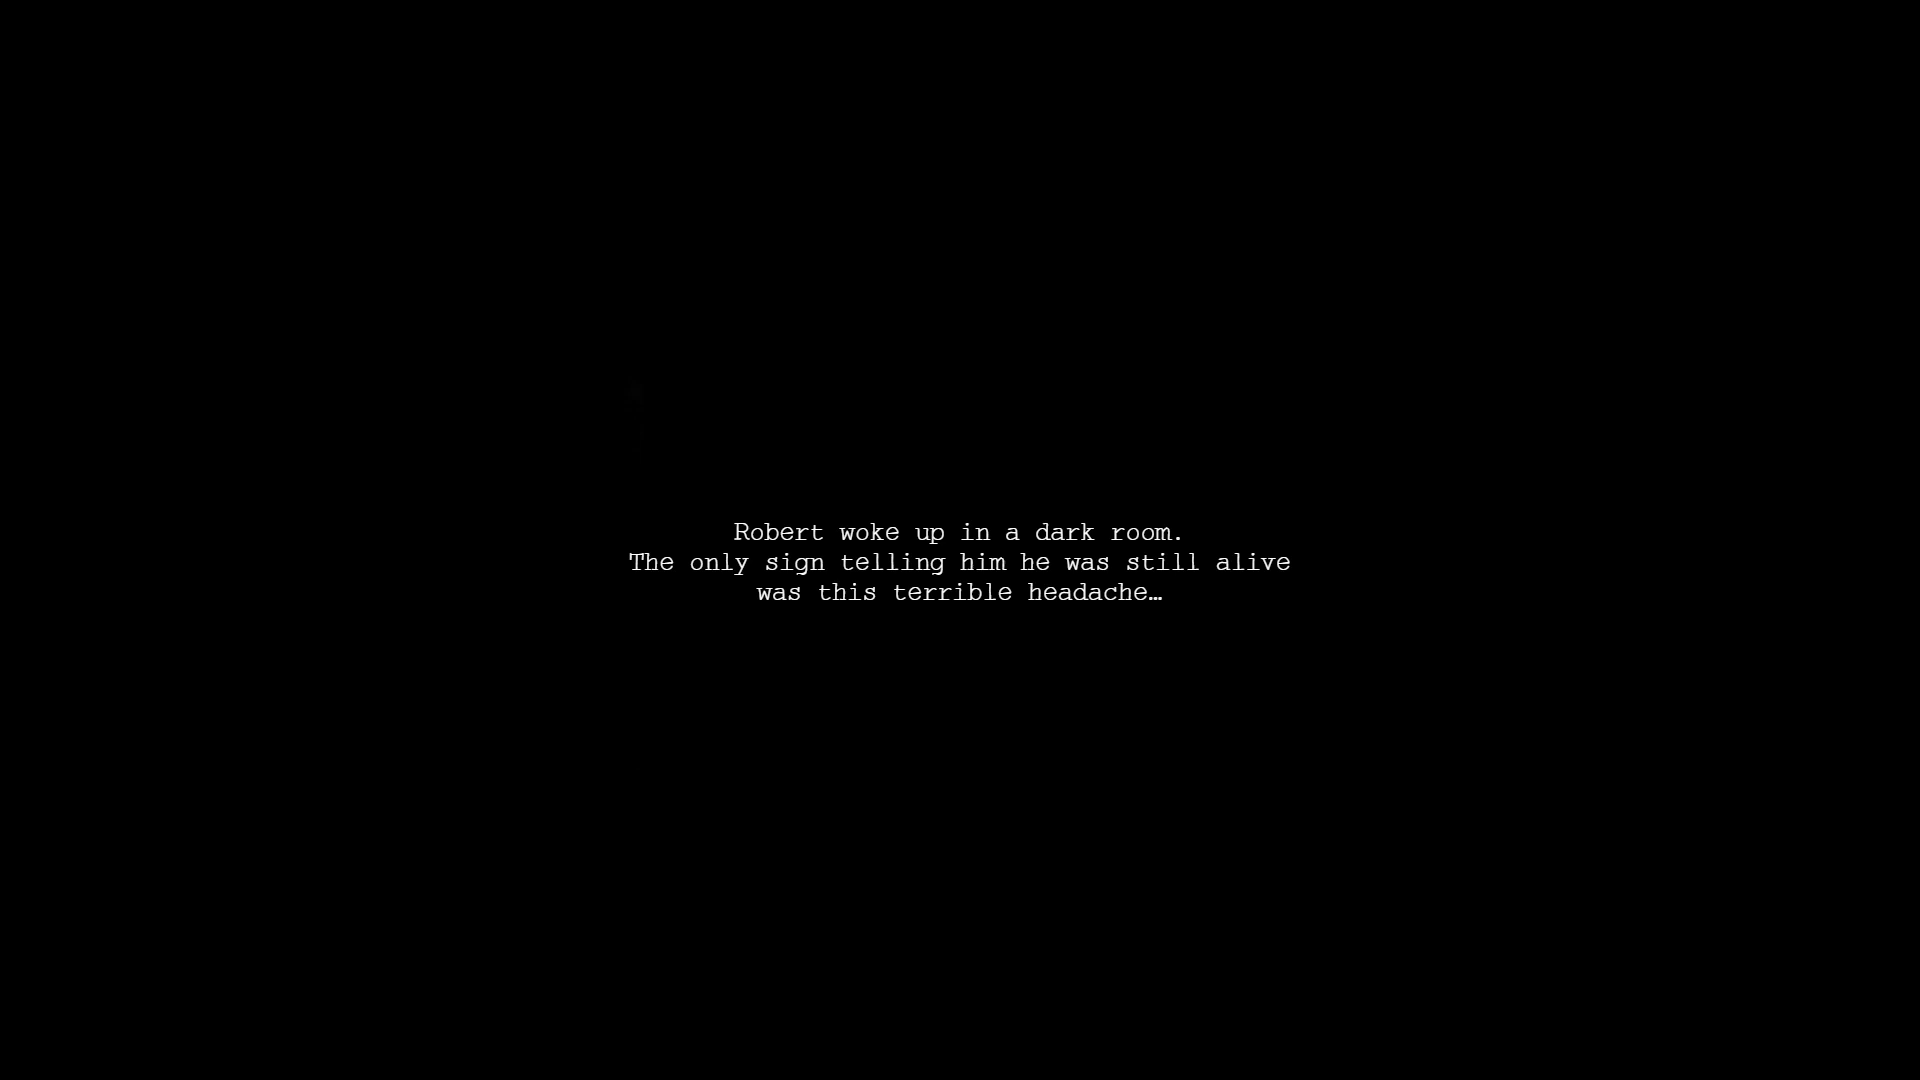 Robert woke up in a dark room.
The only sign telling him he was still alive
was this terrible headache…